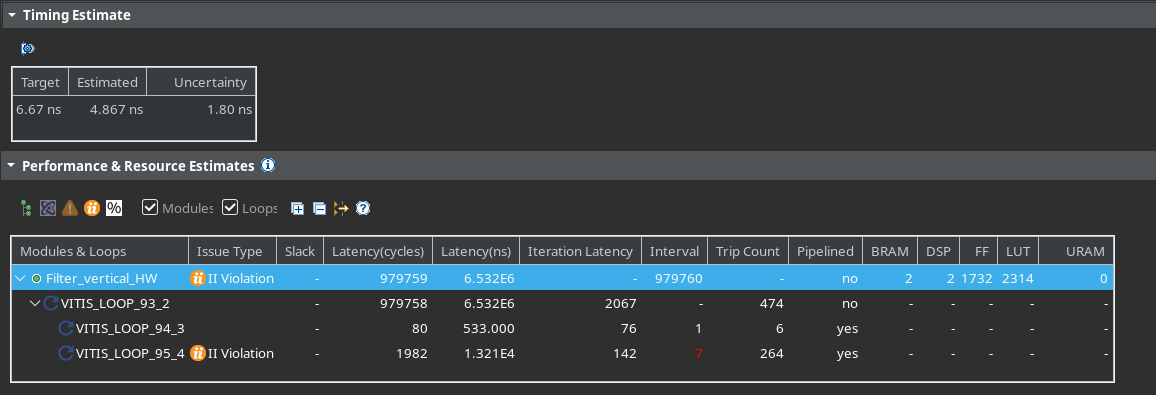 Timing Estimate
Target Estimated Uncertainty
6.67 ns 4.867 ns 1.80 ns
Performance & Resource Estimates
% Modules Loops
Modules & Loops Issue Type Slack Latency(cycles) Latency(ns) Iteration Latency Interval Trip Count Pipelined BRAM DSP FF LUT URAM
Filter_vertical_HW II Violation - 979759 6.532E6 - 979760 - no 2 2 1732 2314 0
VITIS_LOOP_93_2 - 979758 6.532E6 2067 - 474 no - - - - -
VITIS_LOOP_94_3 - 80 533.000 76 1 6 yes - - - - -
VITIS_LOOP_95_4 II Violation - 1982 1.321E4 142 7 264 yes - - - - -